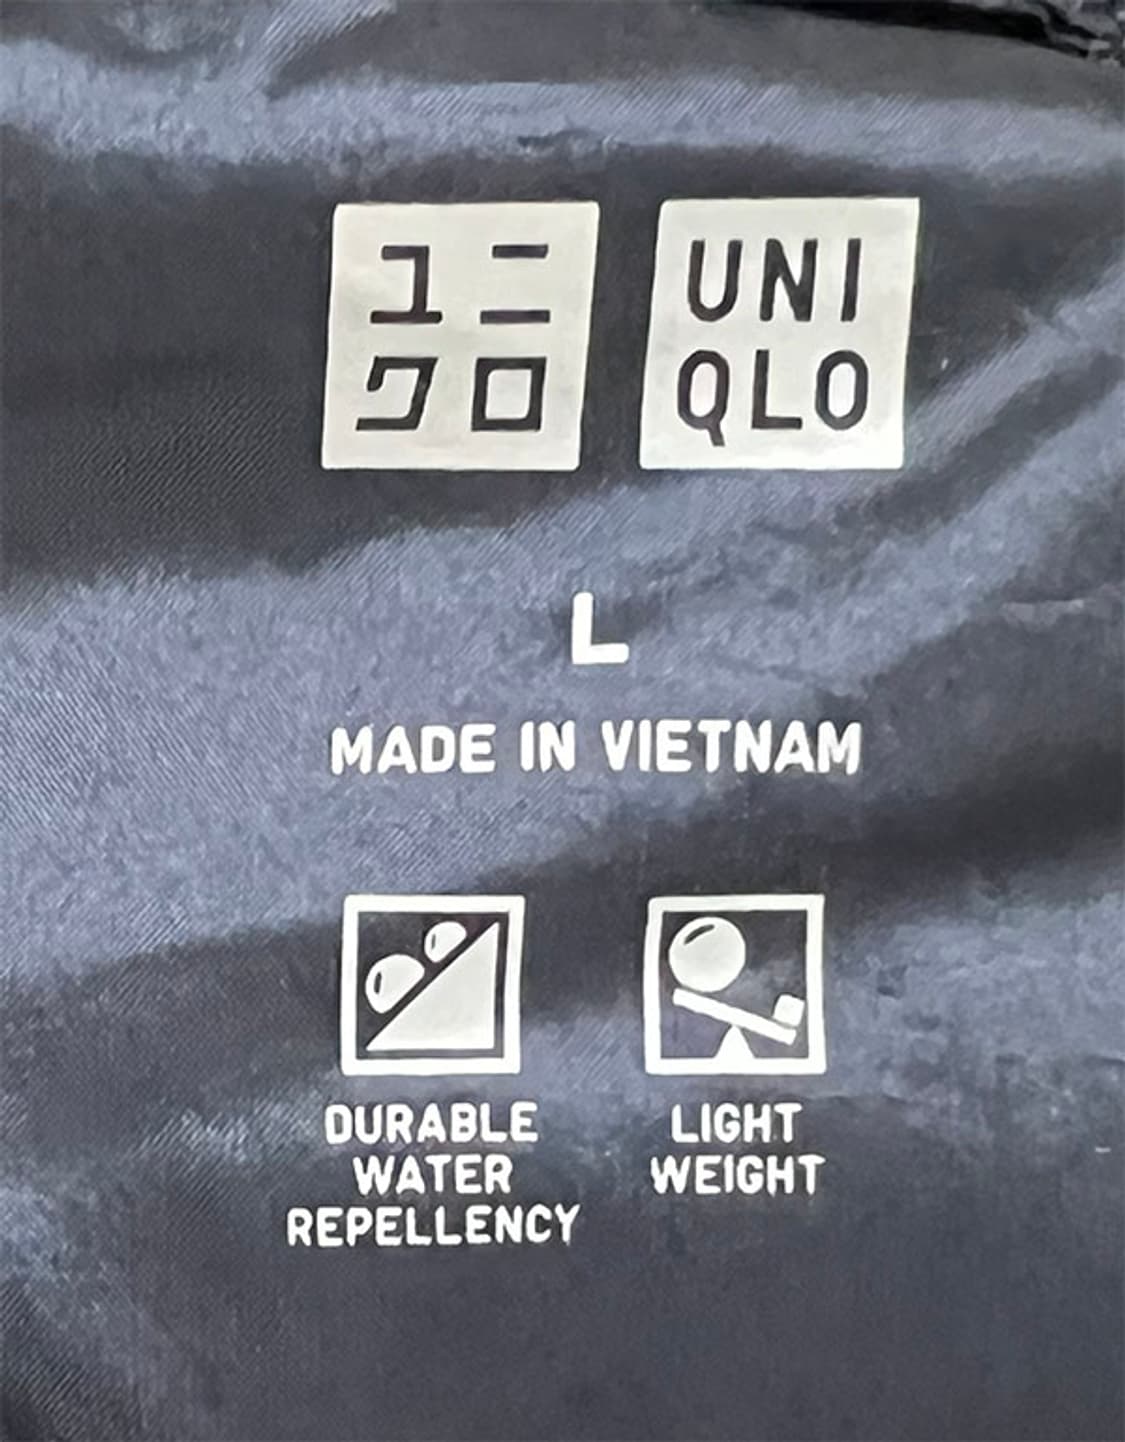 ユニ
クロ
UNI
QLO
L
MADE IN VIETNAM
DURABLE
WATER
REPELLENCY
LIGHT
WEIGHT